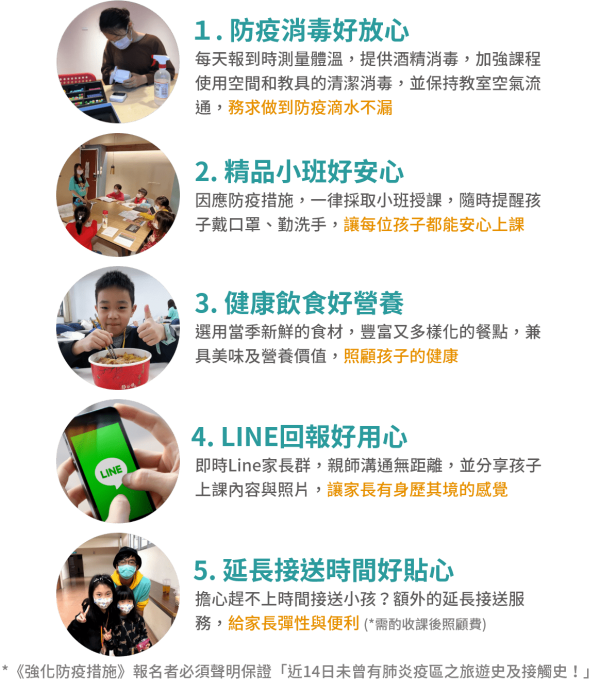 １. 防疫消毒好放心
每天報到時測量體溫，提供酒精消毒，加強課程
使用空間和教具的清潔消毒，並保持教室空氣流
通，務求做到防疫滴水不漏
2. 精品小班好安心
因應防疫措施，一律採取小班授課，隨時提醒孩
子戴口罩、勤洗手，讓每位孩子都能安心上課
3. 健康飲食好營養
選用當季新鮮的食材，豐富又多樣化的餐點，兼
具美味及營養價值，照顧孩子的健康
LINE
4. LINE回報好用心
即時Line家長群，親師溝通無距離，並分享孩子
上課內容與照片，讓家長有身歷其境的感覺
5. 延長接送時間好貼心
擔心趕不上時間接送小孩？額外的延長接送服
務，給家長彈性與便利 (*需酌收課後照顧費)
*《強化防疫措施》報名者必須聲明保證「近14日未曾有肺炎疫區之旅遊史及接觸史！」